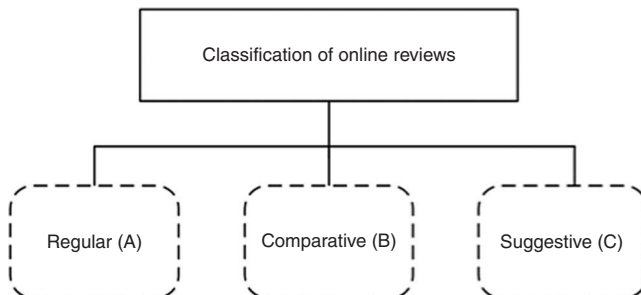 Classification of online reviews
Regular (A)
Comparative (B)
Suggestive (C)